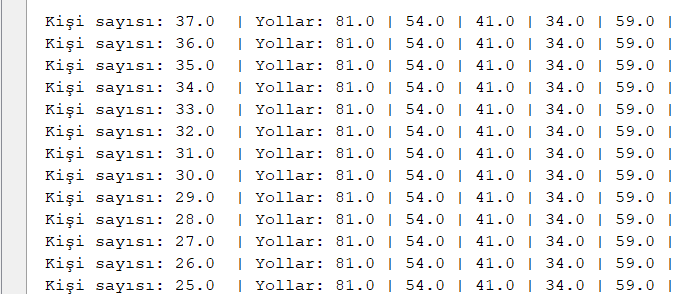 Kişi sayısı: 37.0 | Yollar: 81.0 | 54.0 | 41.0 | 34.0 | 59.0 |
Kişi sayısı: 36.0 | Yollar: 81.0 | 54.0 | 41.0 | 34.0 | 59.0 |
Kişi sayısı: 35.0 | Yollar: 81.0 | 54.0 | 41.0 | 34.0 | 59.0 |
Kişi sayısı: 34.0 | Yollar: 81.0 | 54.0 | 41.0 | 34.0 | 59.0 |
Kişi sayısı: 33.0 | Yollar: 81.0 | 54.0 | 41.0 | 34.0 | 59.0 |
Kişi sayısı: 32.0 | Yollar: 81.0 | 54.0 | 41.0 | 34.0 | 59.0 |
Kişi sayısı: 31.0 | Yollar: 81.0 | 54.0 | 41.0 | 34.0 | 59.0 |
Kişi sayısı: 30.0 | Yollar: 81.0 | 54.0 | 41.0 | 34.0 | 59.0 |
Kişi sayısı: 29.0 | Yollar: 81.0 | 54.0 | 41.0 | 34.0 | 59.0 |
Kişi sayısı: 28.0 | Yollar: 81.0 | 54.0 | 41.0 | 34.0 | 59.0 |
Kişi sayısı: 27.0 | Yollar: 81.0 | 54.0 | 41.0 | 34.0 | 59.0 |
Kişi sayısı: 26.0 | Yollar: 81.0 | 54.0 | 41.0 | 34.0 | 59.0 |
Kişi sayısı: 25.0 | Yollar: 81.0 | 54.0 | 41.0 | 34.0 | 59.0 |